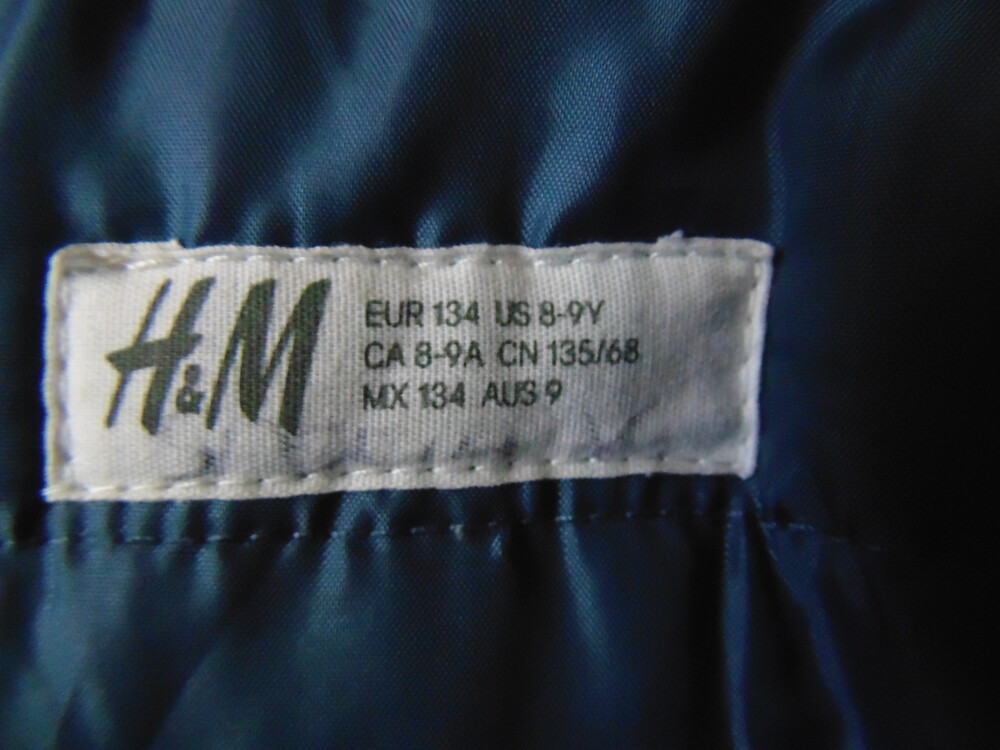 H&M
EUR 134 US 8-9Y
CA 8-9A CN 135/68
MX 134 AUS 9